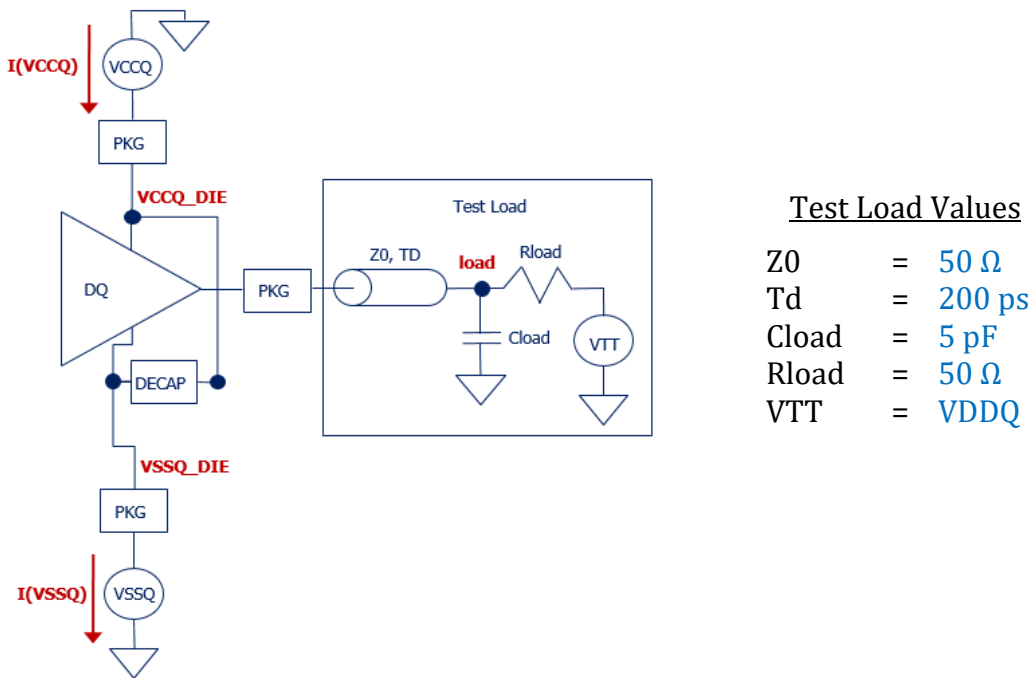 I(VCCQ)
VCCQ
PKG
VCCQ_DIE
DQ
PKG
DECAP
VSSQ_DIE
PKG
I(VSSQ)
VSSQ
Test Load
Z0, TD
load
Rload
Cload
VTT
Test Load Values
Z0 = 50 Ω
Td = 200 ps
Cload = 5 pF
Rload = 50 Ω
VTT = VDDQ